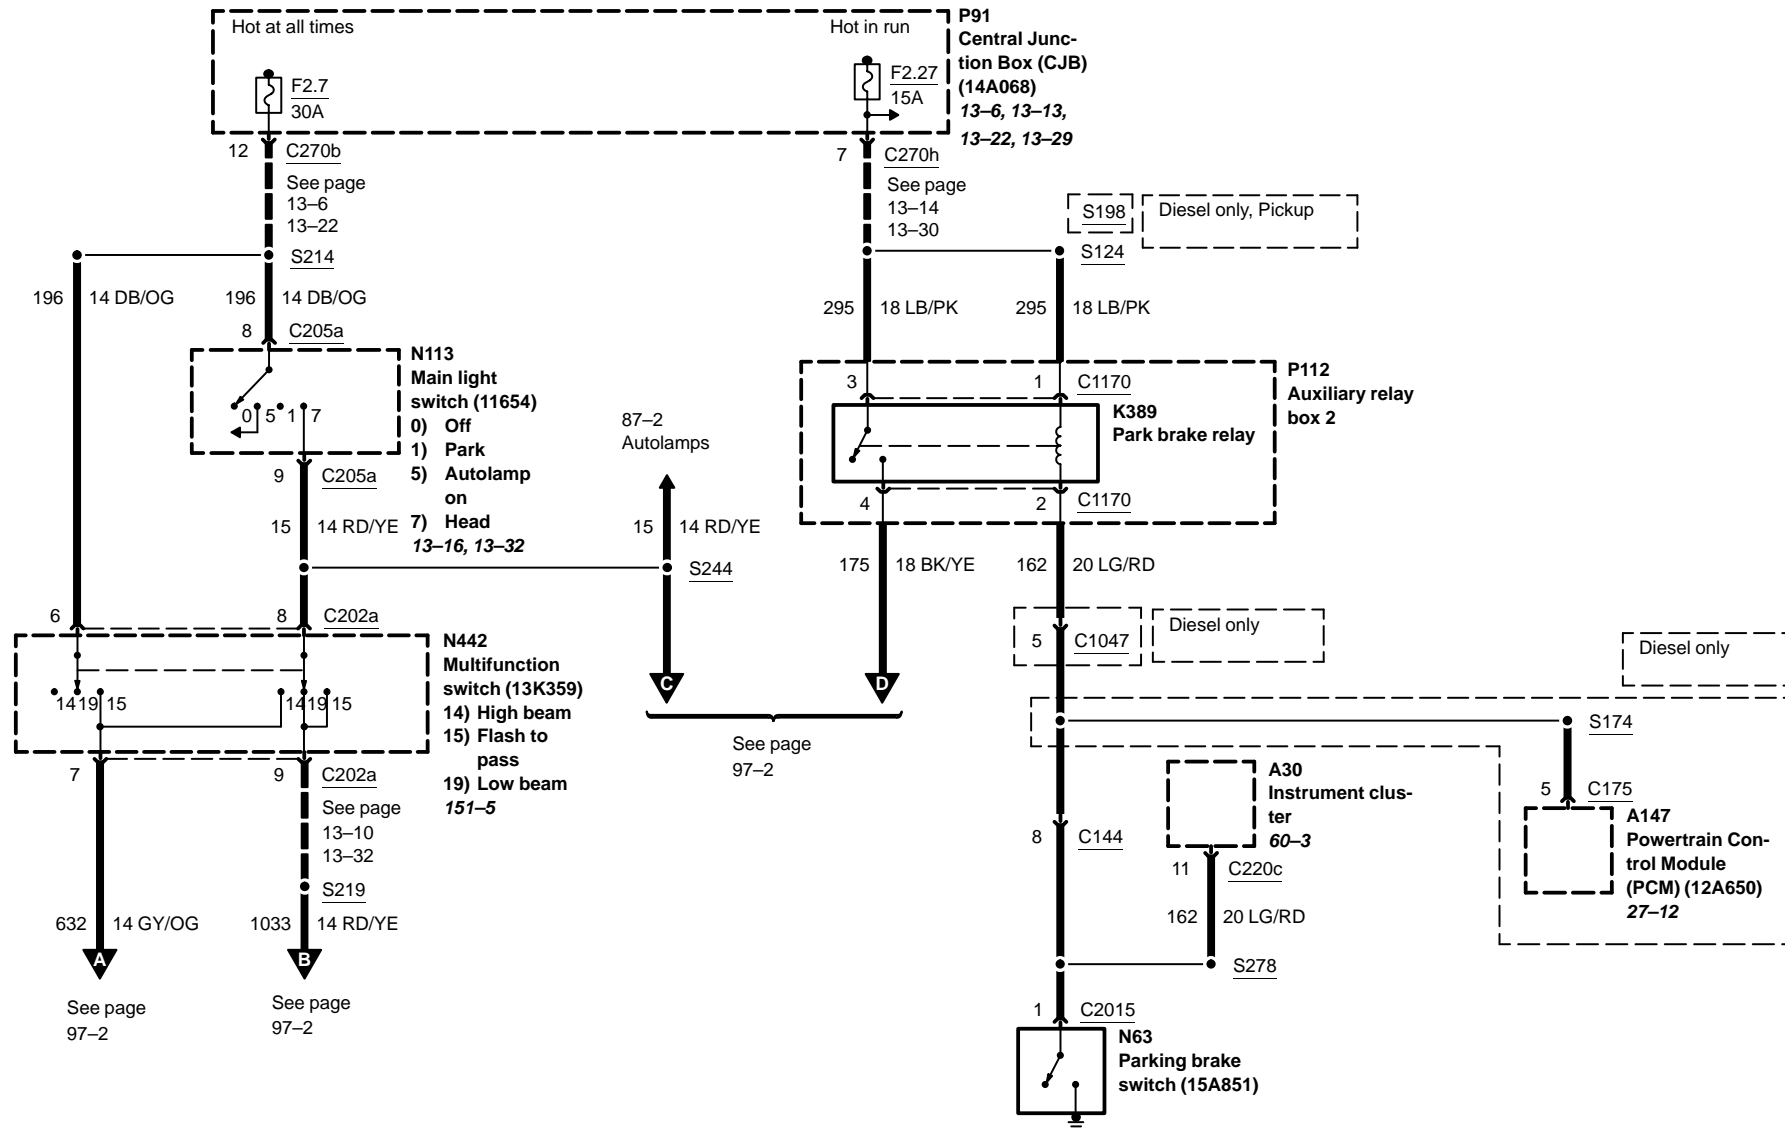 Hot at all times
Hot in run
P91
Central Junc-
tion Box (CJB)
(14A068)
13–6, 13–13,
13–22, 13–29
F2.7
30A
F2.27
15A
12
C270b
See page
13–6
13–22
7
C270h
See page
13–14
13–30
S198
Diesel only, Pickup
S214
S124
196
14 DB/OG
196
14 DB/OG
295
18 LB/PK
295
18 LB/PK
8
C205a
N113
Main light
switch (11654)
0) Off
1) Park
5) Autolamp
on
7) Head
13–16, 13–32
0 5 1 7
9
C205a
15
14 RD/YE
87–2
Autolamps
15
14 RD/YE
S244
P112
Auxiliary relay
box 2
3
1
C1170
K389
Park brake relay
4
2
C1170
175
18 BK/YE
162
20 LG/RD
5
C1047
Diesel only
Diesel only
6
8
C202a
N442
Multifunction
switch (13K359)
14) High beam
15) Flash to
pass
19) Low beam
151–5
14 19 15
14 19 15
C
D
See page
97–2
7
9
C202a
See page
13–10
13–32
S219
632
14 GY/OG
1033
14 RD/YE
A
B
See page
97–2
See page
97–2
S174
5
C175
A147
Powertrain Con-
trol Module
(PCM) (12A650)
27–12
A30
Instrument clus-
ter
60–3
8
C144
11
C220c
162
20 LG/RD
S278
1
C2015
N63
Parking brake
switch (15A851)